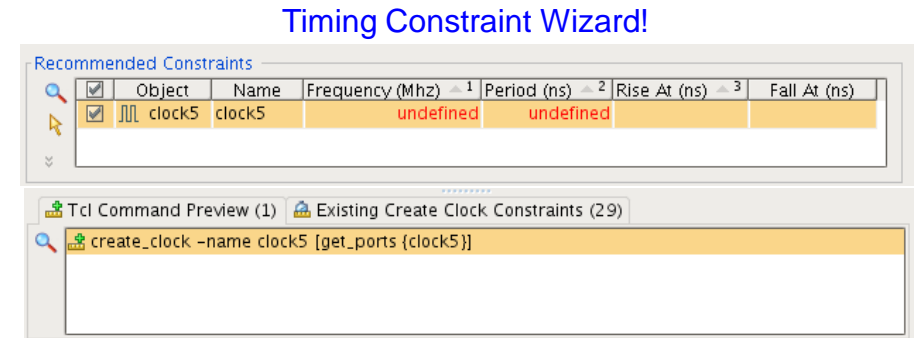 Timing Constraint Wizard!
Recommended Constraints
Object Name Frequency (Mhz) 1 Period (ns) 2 Rise At (ns) 3 Fall At (ns)
clock5 clock5 undefined undefined
Tcl Command Preview (1) Existing Create Clock Constraints (29)
create_clock -name clock5 [get_ports {clock5}]